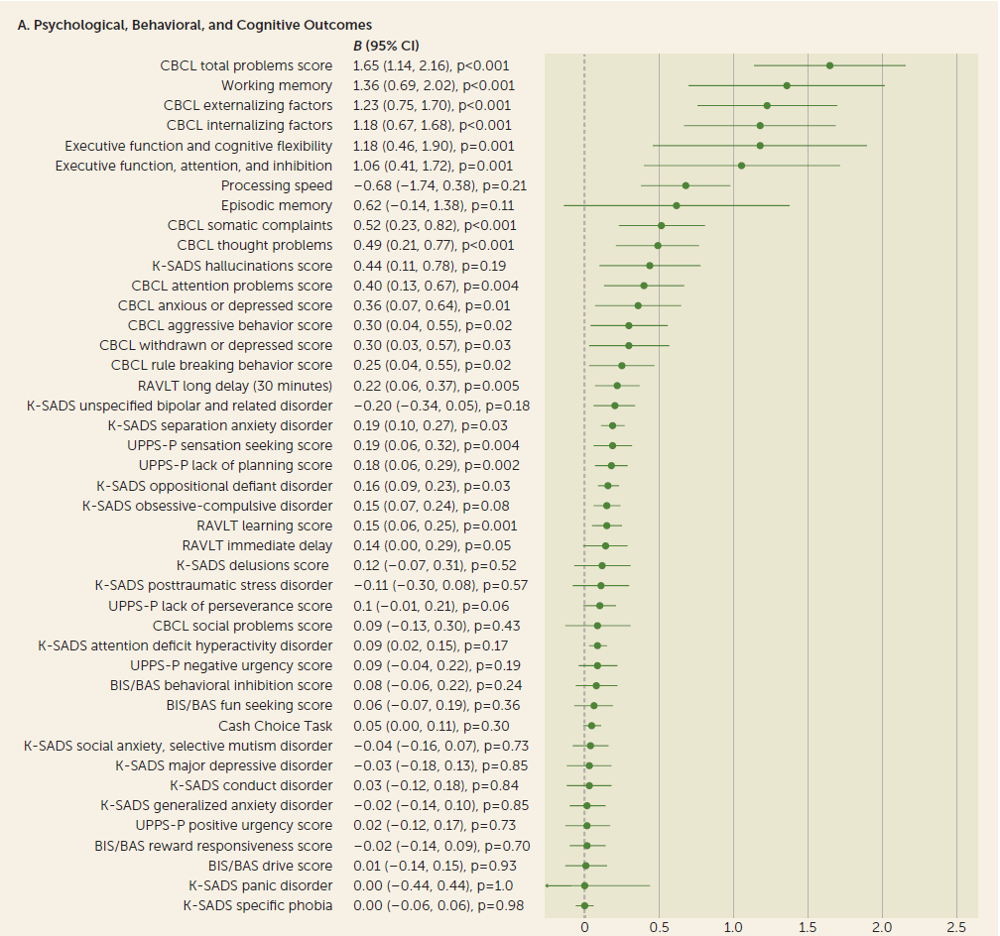 A. Psychological, Behavioral, and Cognitive Outcomes
B (95% CI)
CBCL total problems score 1.65 (1.14, 2.16), p<0.001
Working memory 1.36 (0.69, 2.02), p<0.001
CBCL externalizing factors 1.23 (0.75, 1.70), p<0.001
CBCL internalizing factors 1.18 (0.67, 1.68), p<0.001
Executive function and cognitive flexibility 1.18 (0.46, 1.90), p=0.001
Executive function, attention, and inhibition 1.06 (0.41, 1.72), p=0.001
Processing speed −0.68 (−1.74, 0.38), p=0.21
Episodic memory 0.62 (−0.14, 1.38), p=0.11
CBCL somatic complaints 0.52 (0.23, 0.82), p<0.001
CBCL thought problems 0.49 (0.21, 0.77), p<0.001
K-SADS hallucinations score 0.44 (0.11, 0.78), p=0.19
CBCL attention problems score 0.40 (0.13, 0.67), p=0.004
CBCL anxious or depressed score 0.36 (0.07, 0.64), p=0.01
CBCL aggressive behavior score 0.30 (0.04, 0.55), p=0.02
CBCL withdrawn or depressed score 0.30 (0.03, 0.57), p=0.03
CBCL rule breaking behavior score 0.25 (0.04, 0.55), p=0.02
RAVLT long delay (30 minutes) 0.22 (0.06, 0.37), p=0.005
K-SADS unspecified bipolar and related disorder −0.20 (−0.34, 0.05), p=0.18
K-SADS separation anxiety disorder 0.19 (0.10, 0.27), p=0.03
UPPS-P sensation seeking score 0.19 (0.06, 0.32), p=0.004
UPPS-P lack of planning score 0.18 (0.06, 0.29), p=0.002
K-SADS oppositional defiant disorder 0.16 (0.09, 0.23), p=0.03
K-SADS obsessive-compulsive disorder 0.15 (0.07, 0.24), p=0.08
RAVLT learning score 0.15 (0.06, 0.25), p=0.001
RAVLT immediate delay 0.14 (0.00, 0.29), p=0.05
K-SADS delusions score 0.12 (−0.07, 0.31), p=0.52
K-SADS posttraumatic stress disorder −0.11 (−0.30, 0.08), p=0.57
UPPS-P lack of perseverance score 0.1 (−0.01, 0.21), p=0.06
CBCL social problems score 0.09 (−0.13, 0.30), p=0.43
K-SADS attention deficit hyperactivity disorder 0.09 (0.02, 0.15), p=0.17
UPPS-P negative urgency score 0.09 (−0.04, 0.22), p=0.19
BIS/BAS behavioral inhibition score 0.08 (−0.06, 0.22), p=0.24
BIS/BAS fun seeking score 0.06 (−0.07, 0.19), p=0.36
Cash Choice Task 0.05 (0.00, 0.11), p=0.30
K-SADS social anxiety, selective mutism disorder −0.04 (−0.16, 0.07), p=0.73
K-SADS major depressive disorder −0.03 (−0.18, 0.13), p=0.85
K-SADS conduct disorder 0.03 (−0.12, 0.18), p=0.84
K-SADS generalized anxiety disorder −0.02 (−0.14, 0.10), p=0.85
UPPS-P positive urgency score 0.02 (−0.12, 0.17), p=0.73
BIS/BAS reward responsiveness score −0.02 (−0.14, 0.09), p=0.70
BIS/BAS drive score 0.01 (−0.14, 0.15), p=0.93
K-SADS panic disorder 0.00 (−0.44, 0.44), p=1.0
K-SADS specific phobia 0.00 (−0.06, 0.06), p=0.98
0 0.5 1.0 1.5 2.0 2.5